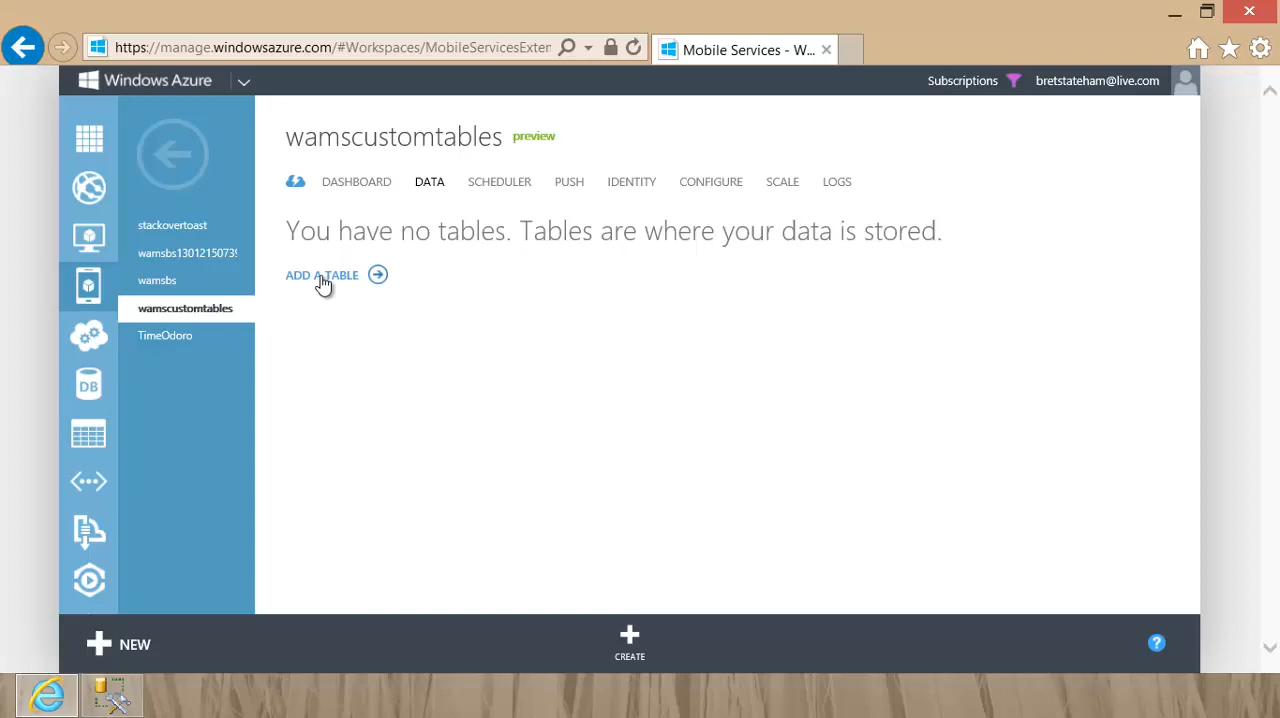 https://manage.windowsazure.com/#Workspaces/MobileServicesExten
Mobile Services - W...
Windows Azure
Subscriptions
bretstateham@live.com
wamscustomtables preview
DASHBOARD DATA SCHEDULER PUSH IDENTITY CONFIGURE SCALE LOGS
You have no tables. Tables are where your data is stored.
ADD A TABLE
stackovertoast
wamsbs13012150739
wamsbs
wamscustomtables
TimeOdoro
DB
NEW
CREATE
?